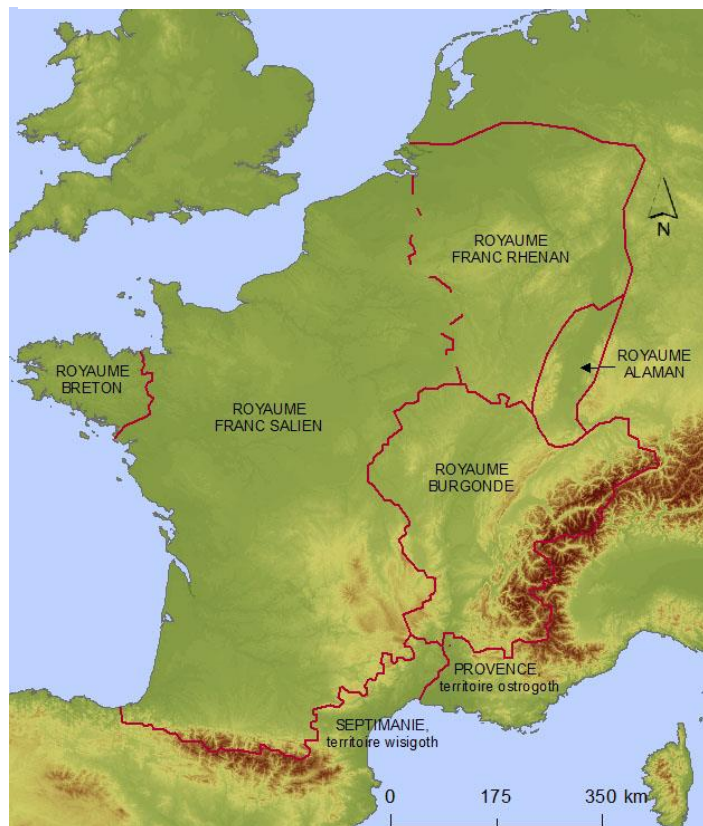 N
ROYAUME
FRANC RHENAN
ROYAUME
ALAMAN
ROYAUME
BRETON
ROYAUME
FRANC SALIEN
ROYAUME
BURGONDE
PROVENCE,
territoire ostrogoth
SEPTIMANIE,
territoire wisigoth
0 175 350 km